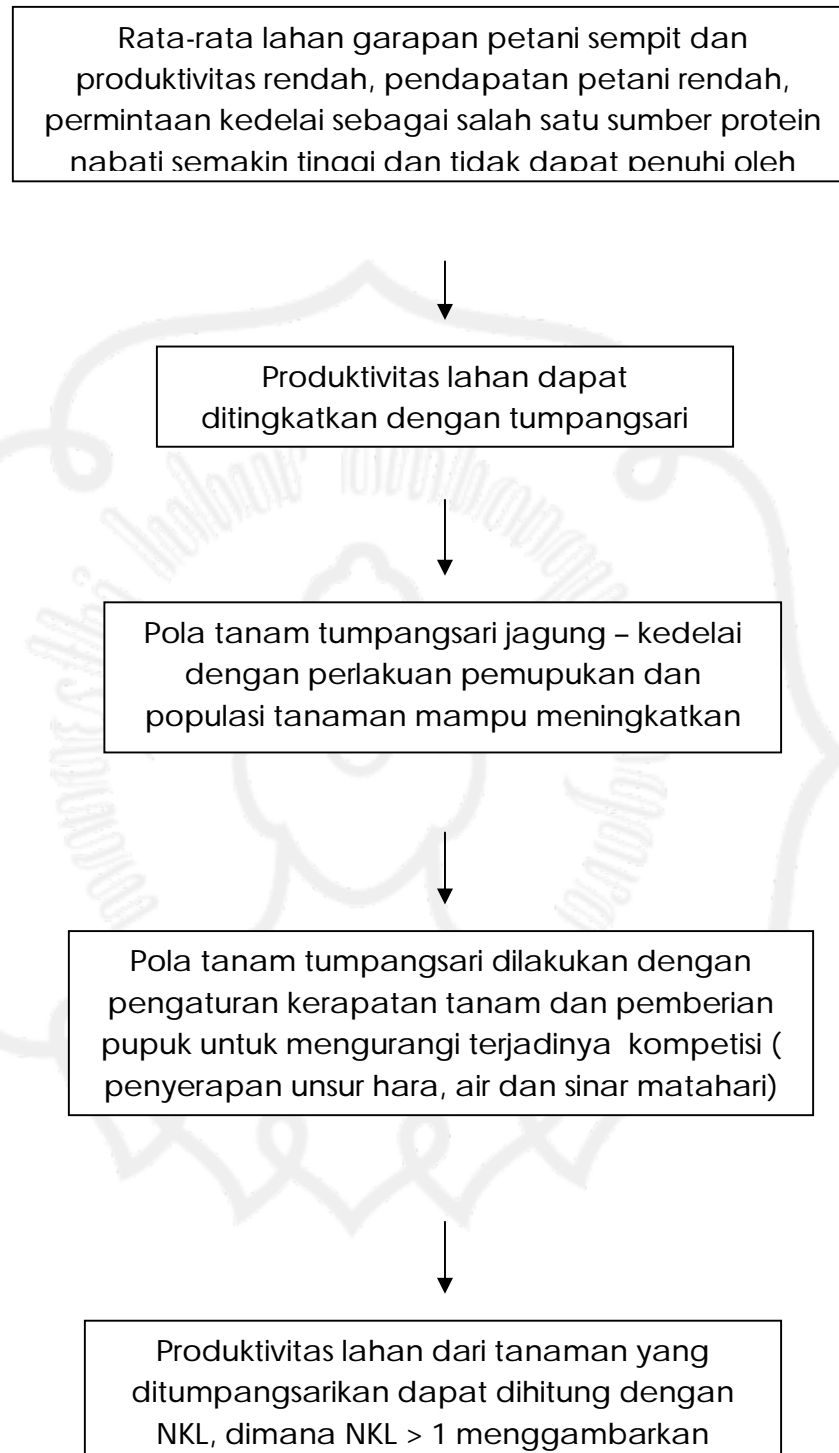 Rata-rata lahan garapan petani sempit dan
produktivitas rendah, pendapatan petani rendah,
permintaan kedelai sebagai salah satu sumber protein
nabati semakin tinggi dan tidak dapat penuhi oleh
Produktivitas lahan dapat
ditingkatkan dengan tumpangsari
Pola tanam tumpangsari jagung – kedelai
dengan perlakuan pemupukan dan
populasi tanaman mampu meningkatkan
Pola tanam tumpangsari dilakukan dengan
pengaturan kerapatan tanam dan pemberian
pupuk untuk mengurangi terjadinya  kompetisi (
penyerapan unsur hara, air dan sinar matahari)
Produktivitas lahan dari tanaman yang
ditumpangsarikan dapat dihitung dengan
NKL, dimana NKL > 1 menggambarkan